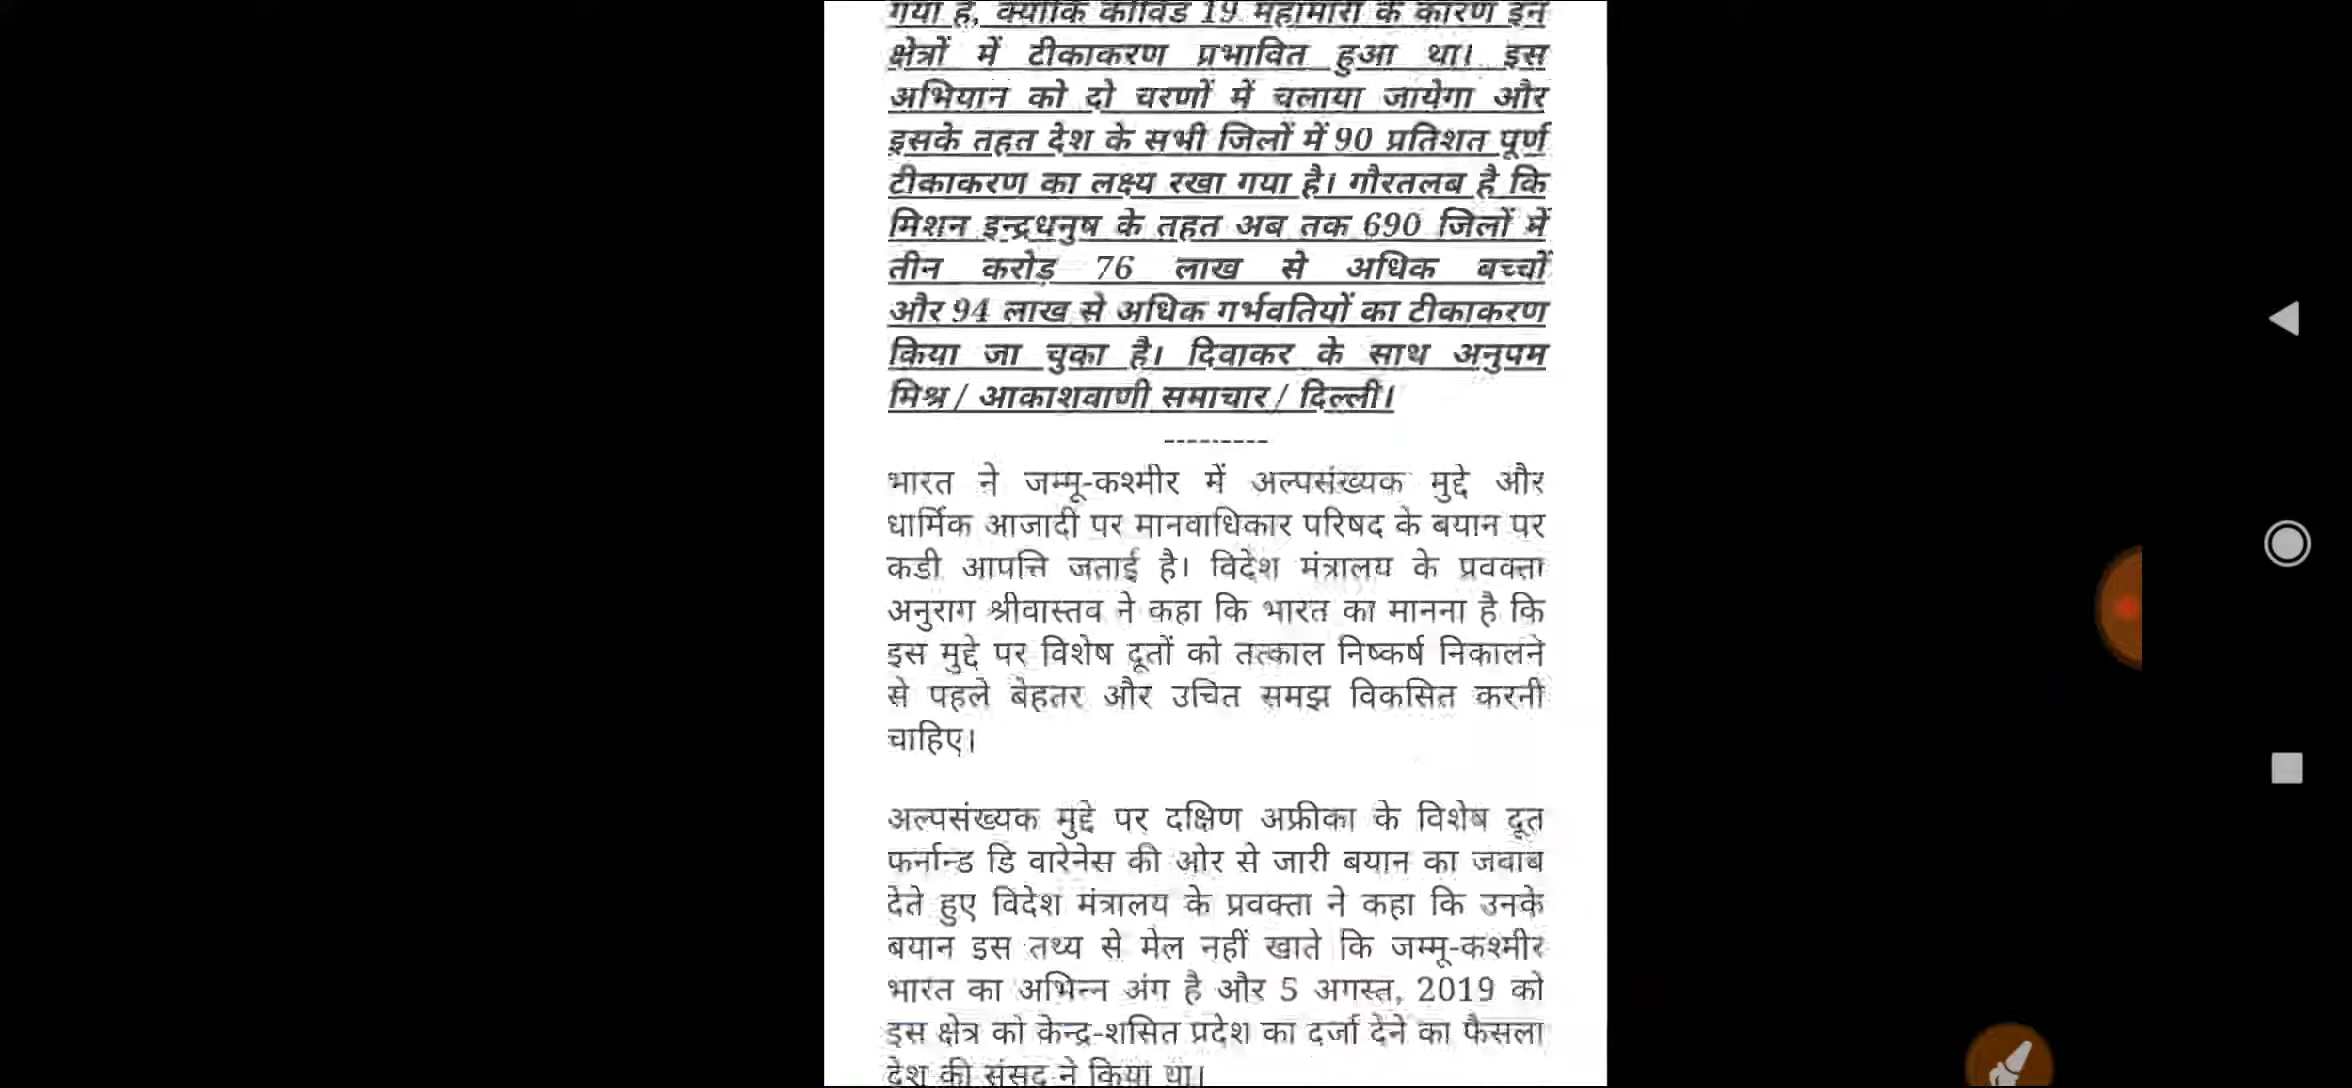 गया है, क्योंकि कोविड 19 महामारी के कारण इन
क्षेत्रों में टीकाकरण प्रभावित हुआ था। इस
अभियान को दो चरणों में चलाया जायेगा और
इसके तहत देश के सभी जिलों में 90 प्रतिशत पूर्ण
टीकाकरण का लक्ष्य रखा गया है। गौरतलब है कि
मिशन इन्द्रधनुष के तहत अब तक 690 जिलों में
तीन करोड़ 76 लाख से अधिक बच्चों
और 94 लाख से अधिक गर्भवतियों का टीकाकरण
किया जा चुका है। दिवाकर के साथ अनुपम
मिश्र / आकाशवाणी समाचार / दिल्ली।
---------
भारत ने जम्मू-कश्मीर में अल्पसंख्यक मुद्दे और
धार्मिक आजादी पर मानवाधिकार परिषद के बयान पर
कडी आपत्ति जताई है। विदेश मंत्रालय के प्रवक्ता
अनुराग श्रीवास्तव ने कहा कि भारत का मानना है कि
इस मुद्दे पर विशेष दूतों को तत्काल निष्कर्ष निकालने
से पहले बेहतर और उचित समझ विकसित करनी
चाहिए।
अल्पसंख्यक मुद्दे पर दक्षिण अफ्रीका के विशेष दूत
फर्नान्ड डि वारेनेस की ओर से जारी बयान का जवाब
देते हुए विदेश मंत्रालय के प्रवक्ता ने कहा कि उनके
बयान इस तथ्य से मेल नहीं खाते कि जम्मू-कश्मीर
भारत का अभिन्न अंग है और 5 अगस्त, 2019 को
इस क्षेत्र को केन्द्र-शसित प्रदेश का दर्जा देने का फैसला
देश की संसद ने किया था।